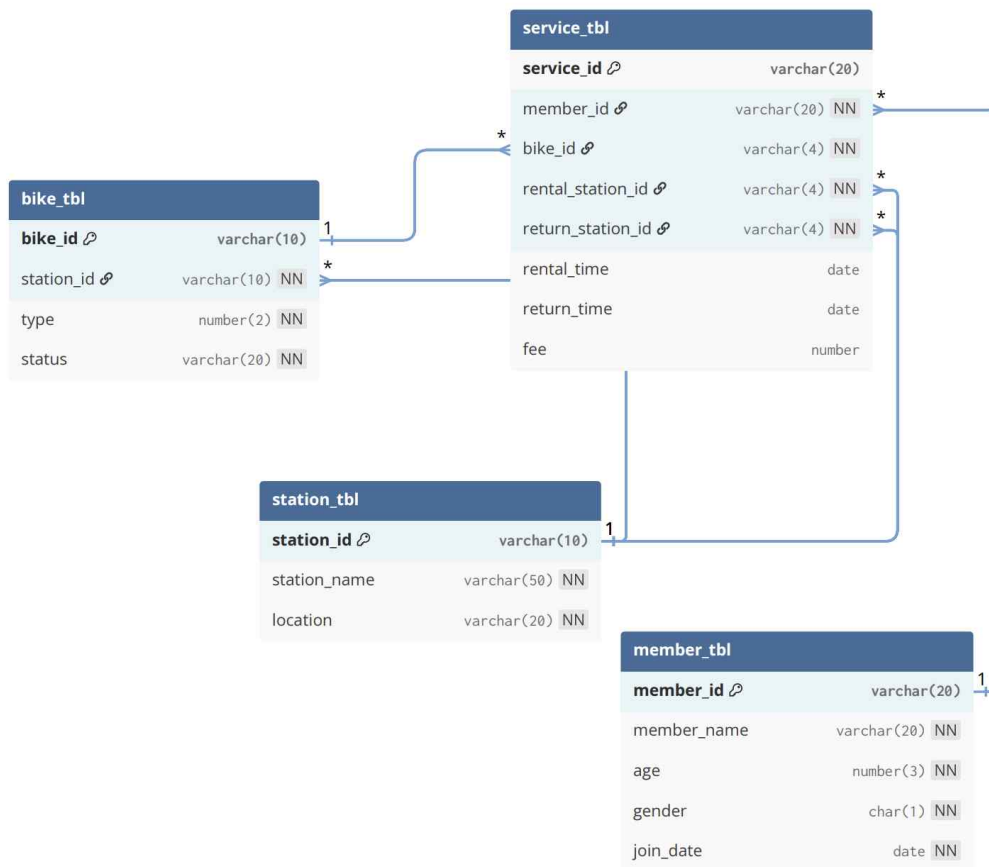 service_tbl
service_id varchar(20)
member_id varchar(20) NN
bike_id varchar(4) NN
rental_station_id varchar(4) NN
return_station_id varchar(4) NN
rental_time date
return_time date
fee number
*
*
*
*
bike_tbl
bike_id varchar(10)
station_id varchar(10) NN
type number(2) NN
status varchar(20) NN
1
*
station_tbl
station_id varchar(10)
station_name varchar(50) NN
location varchar(20) NN
1
member_tbl
member_id varchar(20)
member_name varchar(20) NN
age number(3) NN
gender char(1) NN
join_date date NN
1